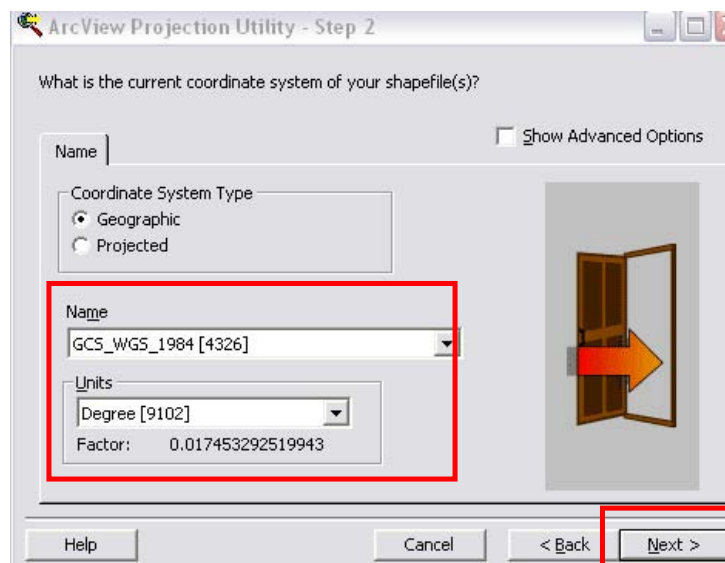 ArcView Projection Utility - Step 2
What is the current coordinate system of your shapefile(s)?
Show Advanced Options
Name
Coordinate System Type
Geographic
Projected
Name
GCS_WGS_1984 [4326]
Units
Degree [9102]
Factor: 0.017453292519943
Help Cancel < Back Next >